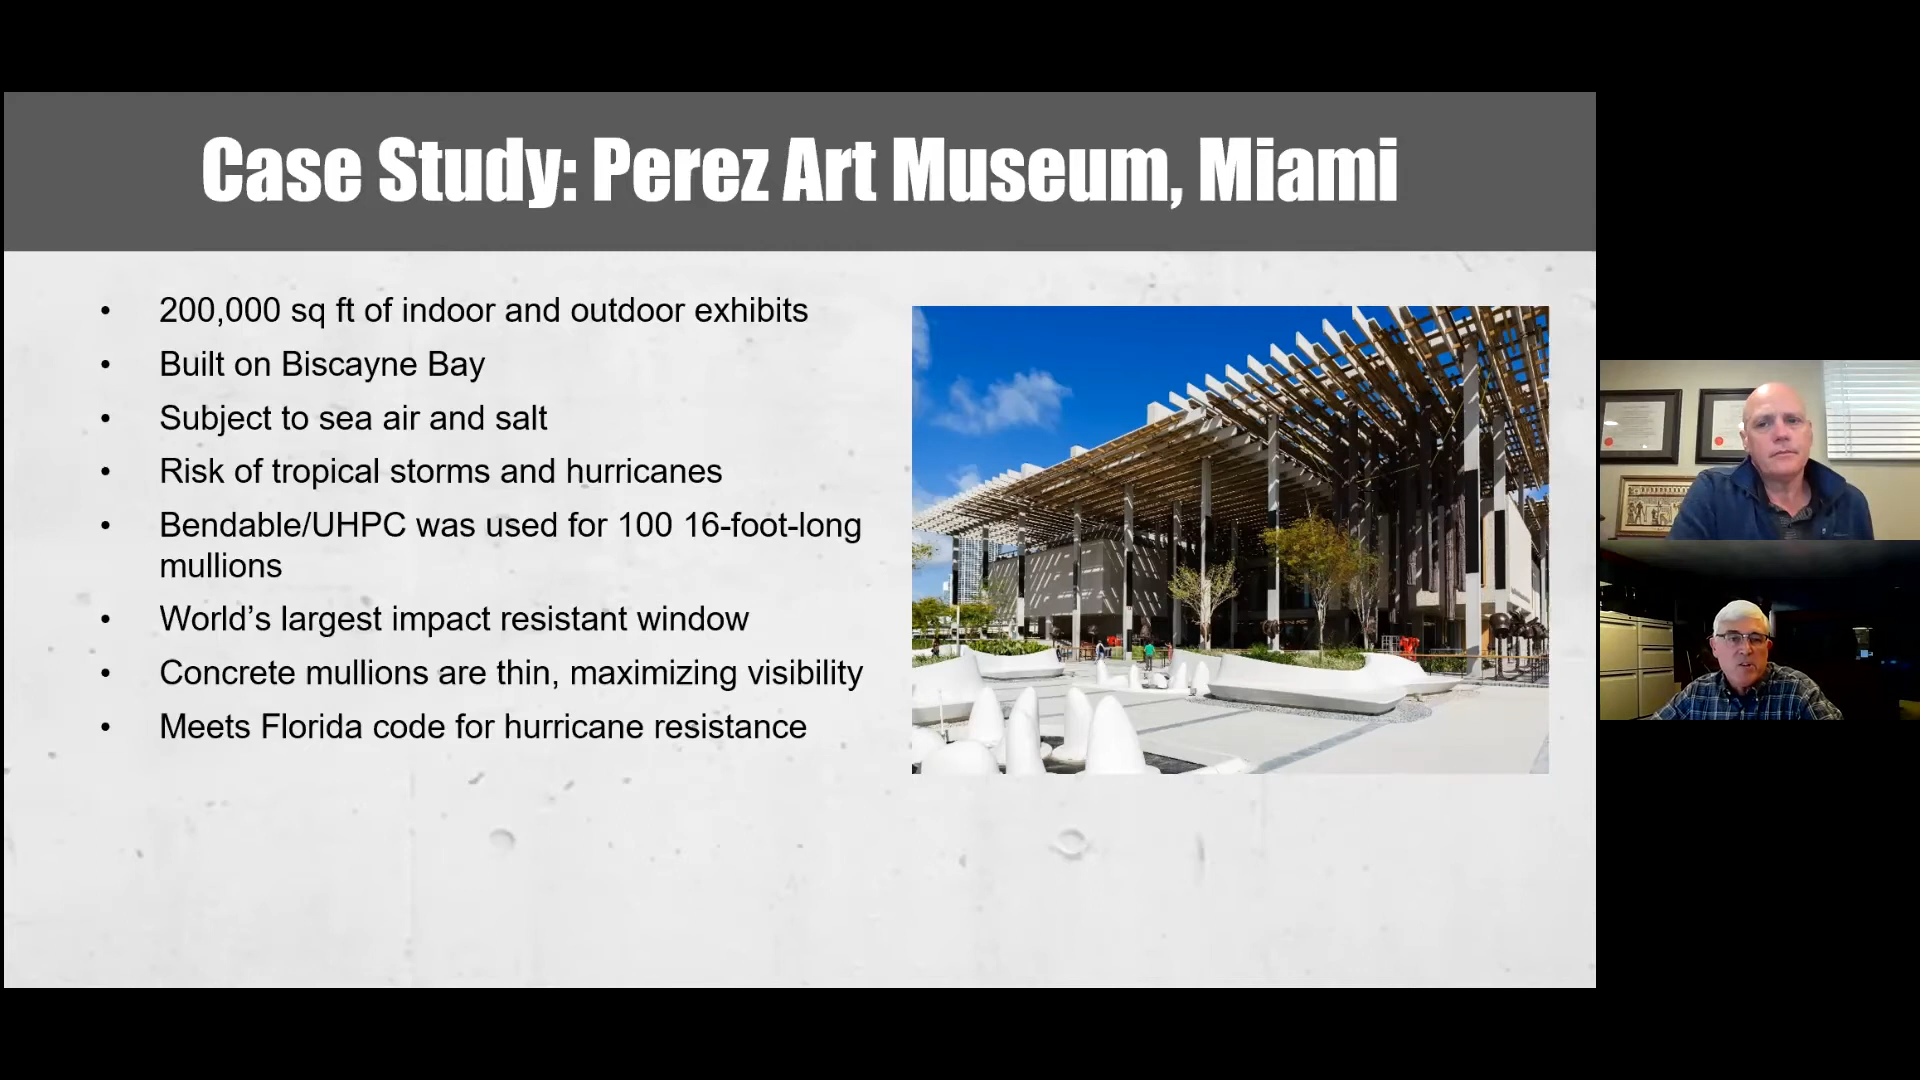 Case Study: Perez Art Museum, Miami
• 200,000 sq ft of indoor and outdoor exhibits
• Built on Biscayne Bay
• Subject to sea air and salt
• Risk of tropical storms and hurricanes
• Bendable/UHPC was used for 100 16-foot-long
mullions
• World’s largest impact resistant window
• Concrete mullions are thin, maximizing visibility
• Meets Florida code for hurricane resistance